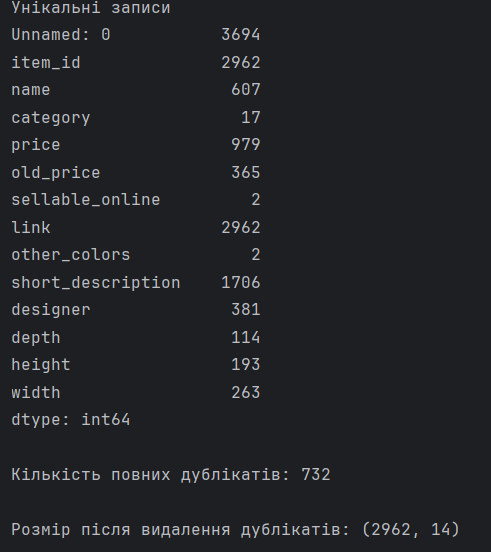 Унікальні записи
Unnamed: 0 3694
item_id 2962
name 607
category 17
price 979
old_price 365
sellable_online 2
link 2962
other_colors 2
short_description 1706
designer 381
depth 114
height 193
width 263
dtype: int64
Кількість повних дублікатів: 732
Розмір після видалення дублікатів: (2962, 14)